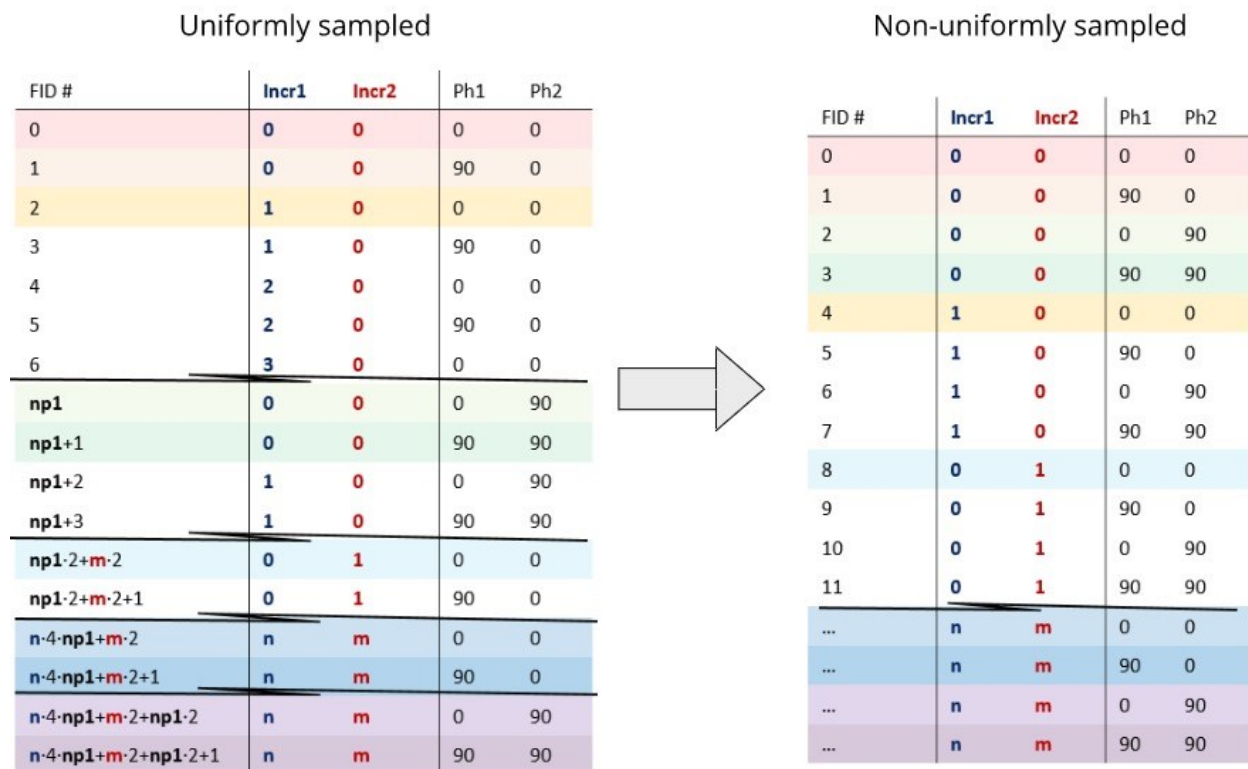 Uniformly sampled
FID # Incr1 Incr2 Ph1 Ph2
0 0 0 0 0
1 0 0 90 0
2 1 0 0 0
3 1 0 90 0
4 2 0 0 0
5 2 0 90 0
6 3 0 0 0
np1 0 0 0 90
np1+1 0 0 90 90
np1+2 1 0 0 90
np1+3 1 0 90 90
np1·2+m·2 0 1 0 0
np1·2+m·2+1 0 1 90 0
n·4·np1+m·2 n m 0 0
n·4·np1+m·2+1 n m 90 0
n·4·np1+m·2+np1·2 n m 0 90
n·4·np1+m·2+np1·2+1 n m 90 90
Non-uniformly sampled
FID # Incr1 Incr2 Ph1 Ph2
0 0 0 0 0
1 0 0 90 0
2 0 0 0 90
3 0 0 90 90
4 1 0 0 0
5 1 0 90 0
6 1 0 0 90
7 1 0 90 90
8 0 1 0 0
9 0 1 90 0
10 0 1 0 90
11 0 1 90 90
... n m 0 0
... n m 90 0
... n m 0 90
... n m 90 90